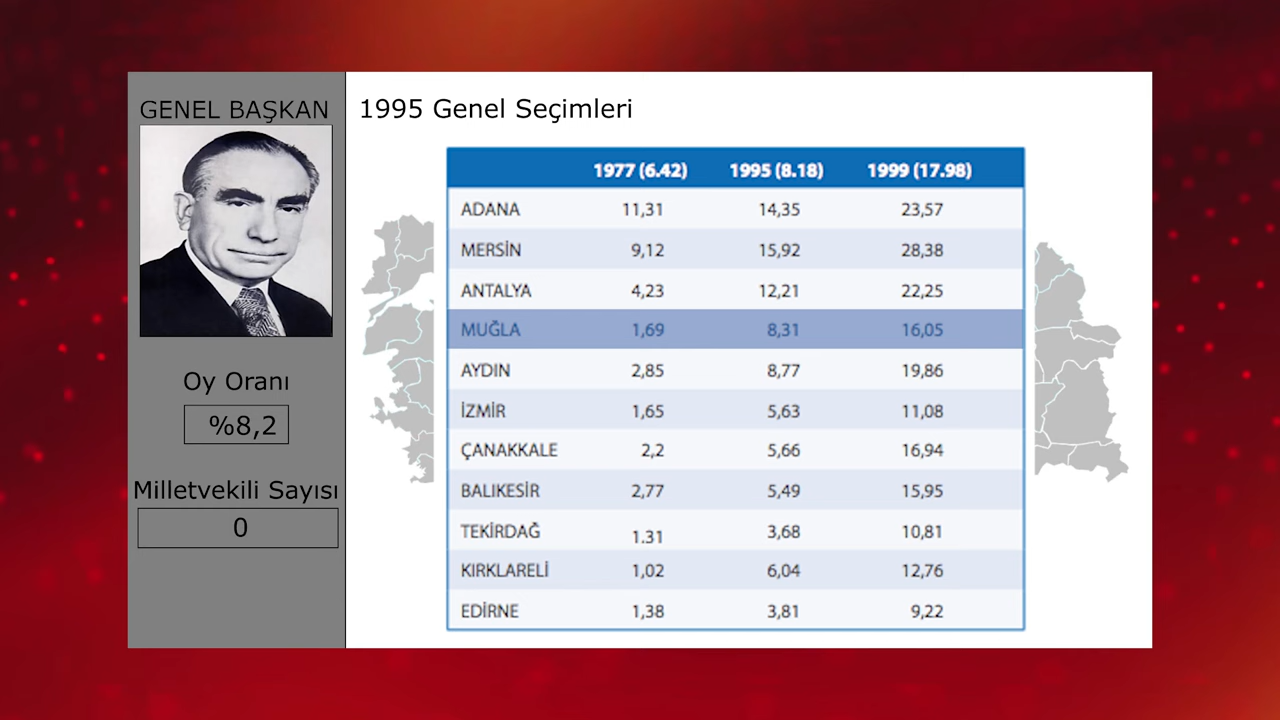 GENEL BAŞKAN
Oy Oranı
%8,2
Milletvekili Sayısı
0
1995 Genel Seçimleri
1977 (6.42) 1995 (8.18) 1999 (17.98)
ADANA 11,31 14,35 23,57
MERSİN 9,12 15,92 28,38
ANTALYA 4,23 12,21 22,25
MUĞLA 1,69 8,31 16,05
AYDIN 2,85 8,77 19,86
İZMİR 1,65 5,63 11,08
ÇANAKKALE 2,2 5,66 16,94
BALIKESİR 2,77 5,49 15,95
TEKİRDAĞ 1.31 3,68 10,81
KIRKLARELİ 1,02 6,04 12,76
EDİRNE 1,38 3,81 9,22